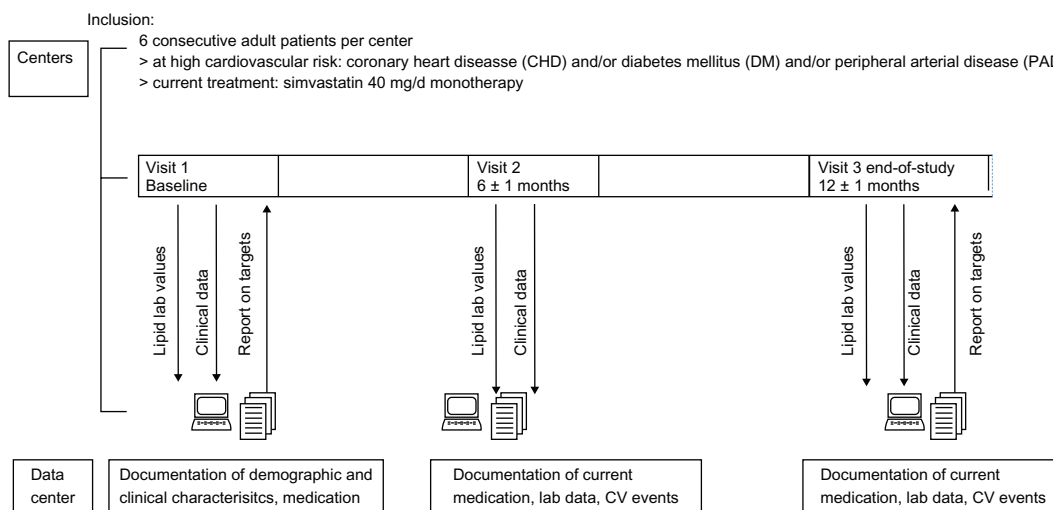 Inclusion:
Centers
6 consecutive adult patients per center
> at high cardiovascular risk: coronary heart diseasse (CHD) and/or diabetes mellitus (DM) and/or peripheral arterial disease (PAD
> current treatment: simvastatin 40 mg/d monotherapy
Visit 1
Baseline
Visit 2
6 ± 1 months
Visit 3 end-of-study
12 ± 1 months
Lipid lab values
Clinical data
Report on targets
Lipid lab values
Clinical data
Lipid lab values
Clinical data
Report on targets
Data
center
Documentation of demographic and
clinical characterisitcs, medication
Documentation of current
medication, lab data, CV events
Documentation of current
medication, lab data, CV events